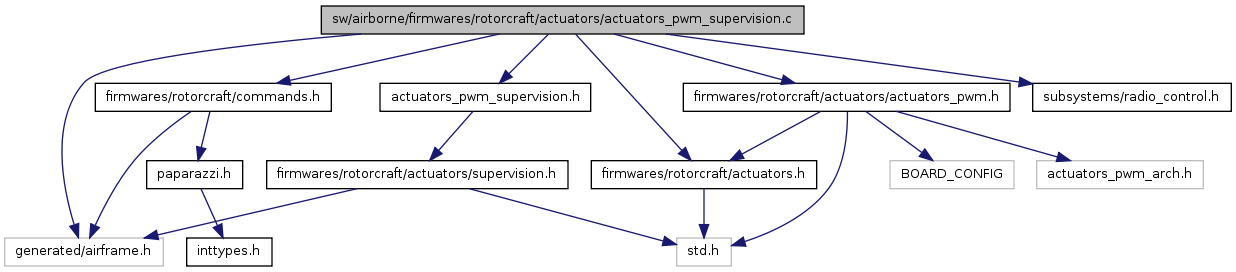 sw/airborne/firmwares/rotorcraft/actuators/actuators_pwm_supervision.c
firmwares/rotorcraft/commands.h
actuators_pwm_supervision.h
firmwares/rotorcraft/actuators/actuators_pwm.h
subsystems/radio_control.h
paparazzi.h
firmwares/rotorcraft/actuators/supervision.h
firmwares/rotorcraft/actuators.h
BOARD_CONFIG
actuators_pwm_arch.h
generated/airframe.h
inttypes.h
std.h